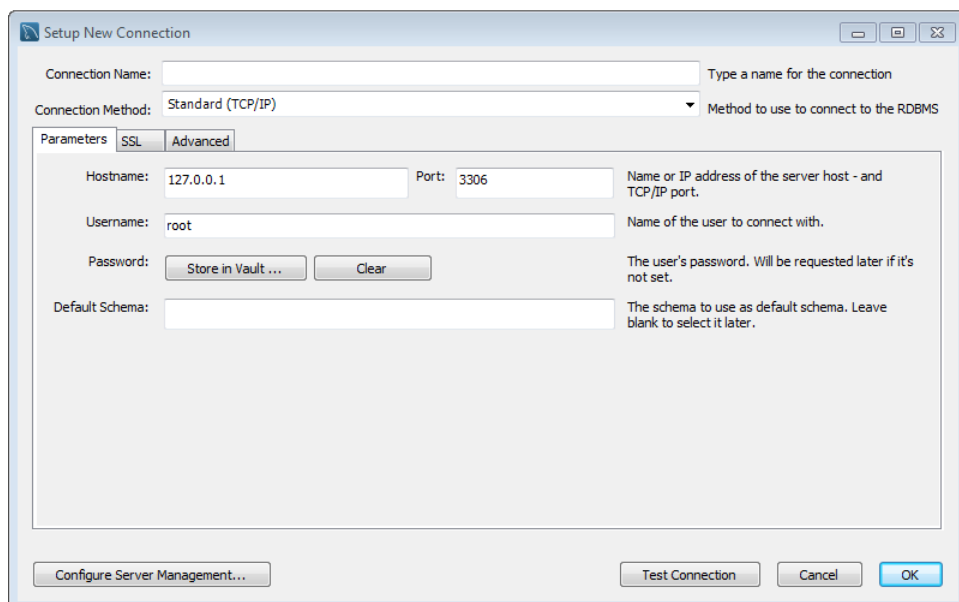 Setup New Connection
Connection Name:
Type a name for the connection
Connection Method:
Standard (TCP/IP)
Method to use to connect to the RDBMS
Parameters
SSL
Advanced
Hostname:
127.0.0.1
Port:
3306
Name or IP address of the server host - and
TCP/IP port.
Username:
root
Name of the user to connect with.
Password:
Store in Vault ...
Clear
The user's password. Will be requested later if it's
not set.
Default Schema:
The schema to use as default schema. Leave
blank to select it later.
Configure Server Management...
Test Connection
Cancel
OK